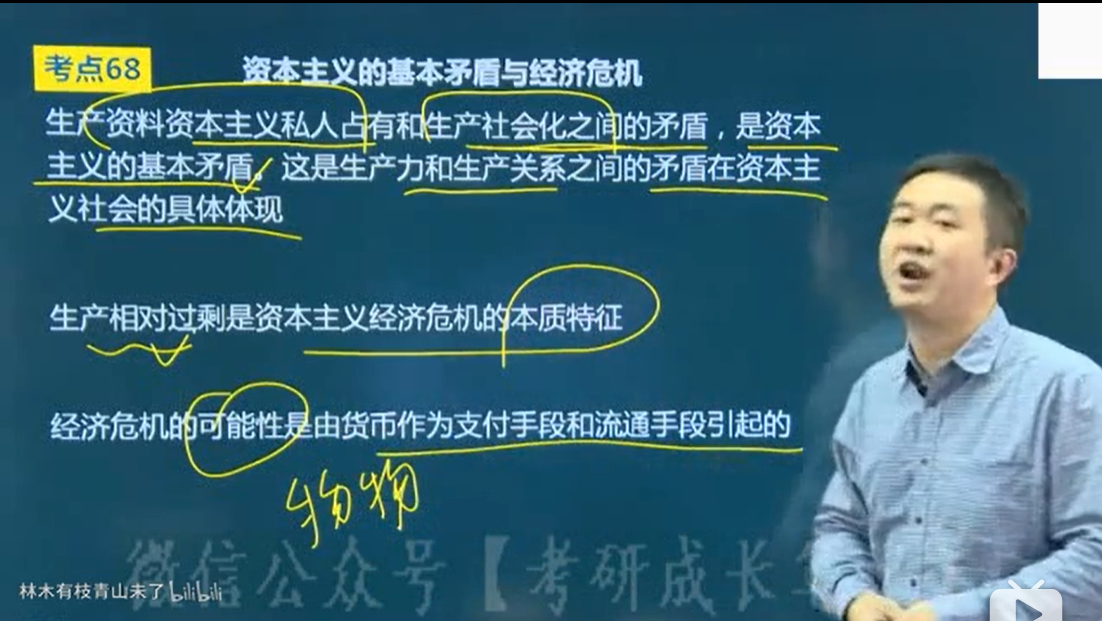 考点68
资本主义的基本矛盾与经济危机
生产资料资本主义私人占有和生产社会化之间的矛盾，是资本
主义的基本矛盾。这是生产力和生产关系之间的矛盾在资本主
义社会的具体体现
生产相对过剩是资本主义经济危机的本质特征
经济危机的可能性是由货币作为支付手段和流通手段引起的
物物
微信公众号【考研成长
林木有枝青山未了 bilibili